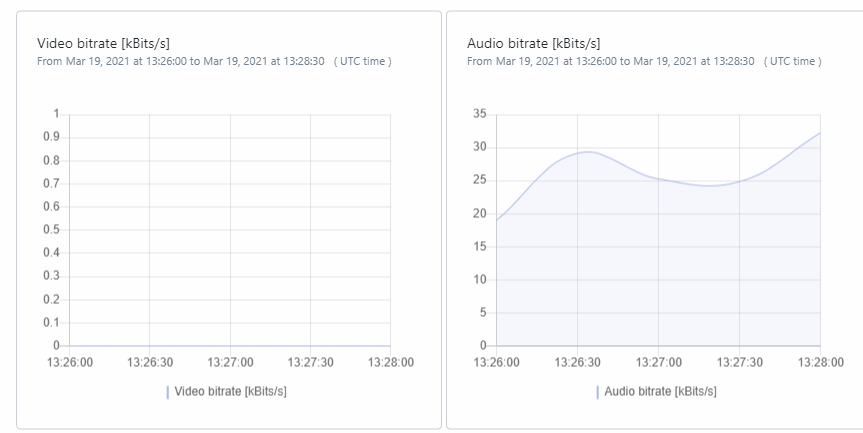 Video bitrate [kBits/s]
From Mar 19, 2021 at 13:26:00 to Mar 19, 2021 at 13:28:30 ( UTC time )
1
0.9
0.8
0.7
0.6
0.5
0.4
0.3
0.2
0.1
0
13:26:00 13:26:30 13:27:00 13:27:30 13:28:00
Video bitrate [kBits/s]
Audio bitrate [kBits/s]
From Mar 19, 2021 at 13:26:00 to Mar 19, 2021 at 13:28:30 ( UTC time )
35
30
25
20
15
10
5
0
13:26:00 13:26:30 13:27:00 13:27:30 13:28:00
Audio bitrate [kBits/s]